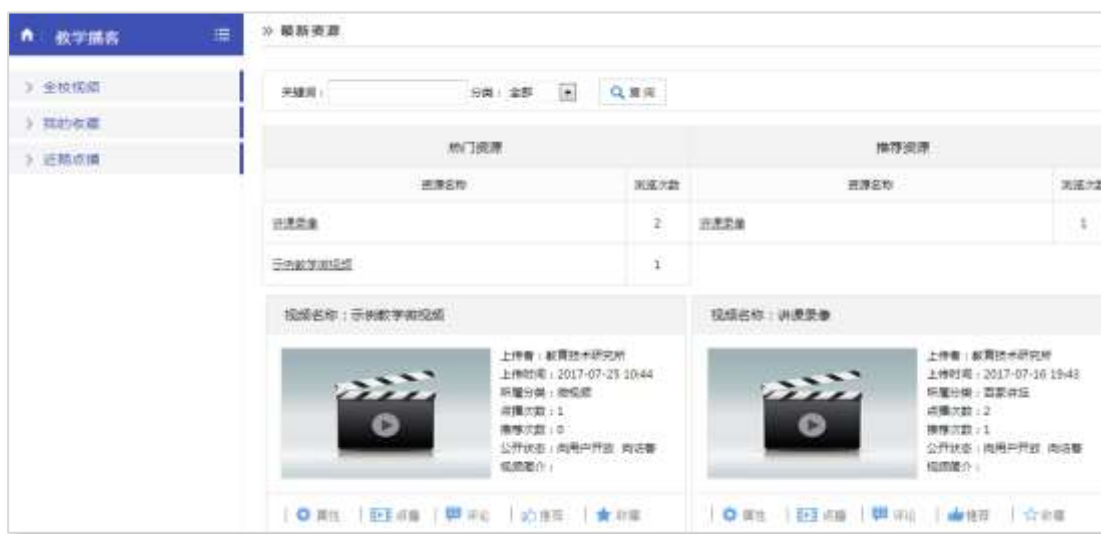 教学播客
>> 最新资源
> 全校视频
> 我的收藏
> 近期点播
关键词： 分类： 全部 查询
热门资源 推荐资源
资源名称 浏览次数 资源名称 浏览次数
讲课录像 2 讲课录像 1
示例教学微视频 1
视频名称：示例教学微视频
上传者：教育技术研究所
上传时间：2017-07-25 10:44
所属分类：微视频
点播次数：1
推荐次数：0
公开状态：向用户开放 向访客
视频简介：
属性 点播 评论 推荐 收藏
视频名称：讲课录像
上传者：教育技术研究所
上传时间：2017-07-16 19:43
所属分类：百家讲坛
点播次数：2
推荐次数：1
公开状态：向用户开放 向访客
视频简介：
属性 点播 评论 推荐 收藏